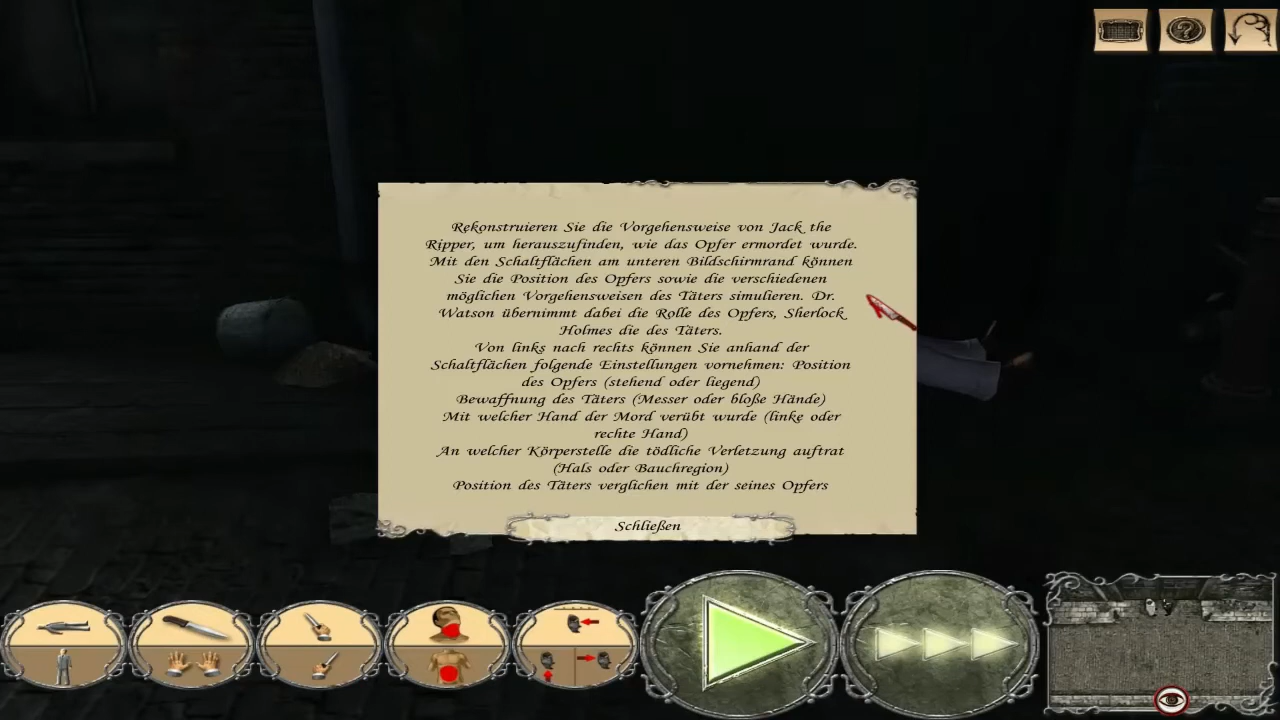 Rekonstruieren Sie die Vorgehensweise von Jack the
Ripper, um herauszufinden, wie das Opfer ermordet wurde.
Mit den Schaltflächen am unteren Bildschirmrand können
Sie die Position des Opfers sowie die verschiedenen
möglichen Vorgehensweisen des Täters simulieren. Dr.
Watson übernimmt dabei die Rolle des Opfers, Sherlock
Holmes die des Täters.
Von links nach rechts können Sie anhand der
Schaltflächen folgende Einstellungen vornehmen: Position
des Opfers (stehend oder liegend)
Bewaffnung des Täters (Messer oder bloße Hände)
Mit welcher Hand der Mord verübt wurde (linke oder
rechte Hand)
An welcher Körperstelle die tödliche Verletzung auftrat
(Hals oder Bauchregion)
Position des Täters verglichen mit der seines Opfers
Schließen